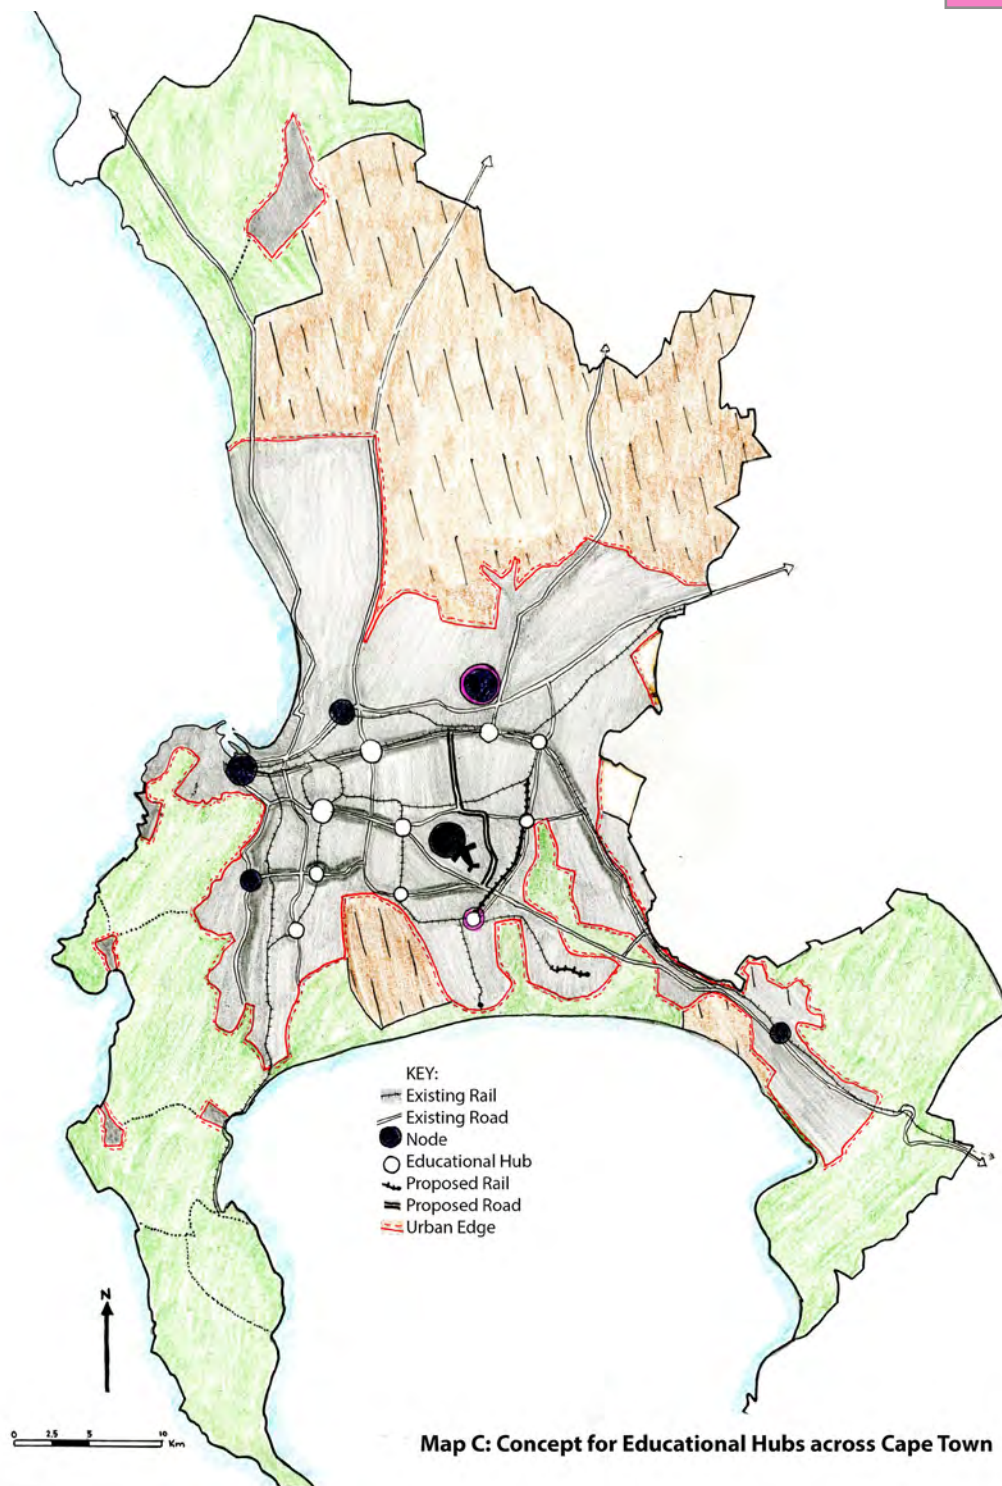 KEY:
Existing Rail
Existing Road
Node
Educational Hub
Proposed Rail
Proposed Road
Urban Edge
N
0 2,5 5 10
Km
Map C: Concept for Educational Hubs across Cape Town